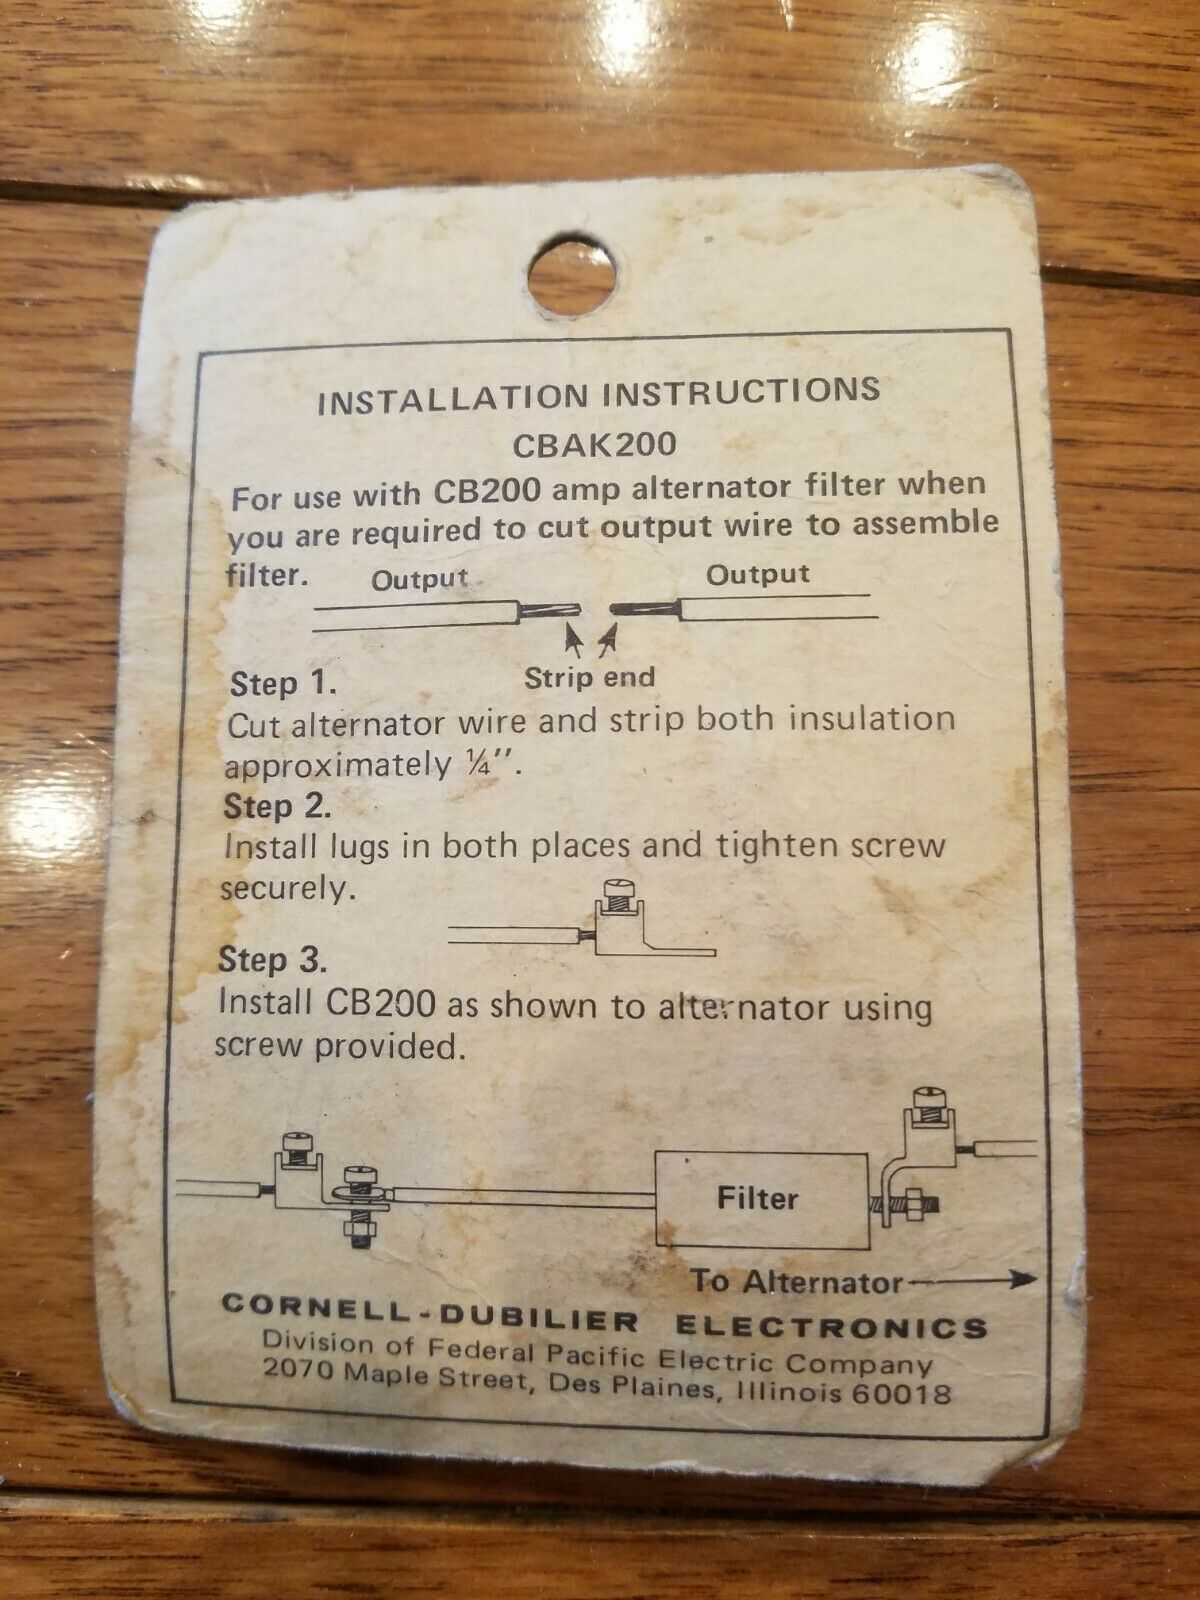 INSTALLATION INSTRUCTIONS
CBAK200
For use with CB200 amp alternator filter when
you are required to cut output wire to assemble
filter.
Output
Output
Strip end
Step 1.
Cut alternator wire and strip both insulation
approximately ¼''.
Step 2.
Install lugs in both places and tighten screw
securely.
Step 3.
Install CB200 as shown to alternator using
screw provided.
Filter
To Alternator
CORNELL-DUBILIER ELECTRONICS
Division of Federal Pacific Electric Company
2070 Maple Street, Des Plaines, Illinois 60018